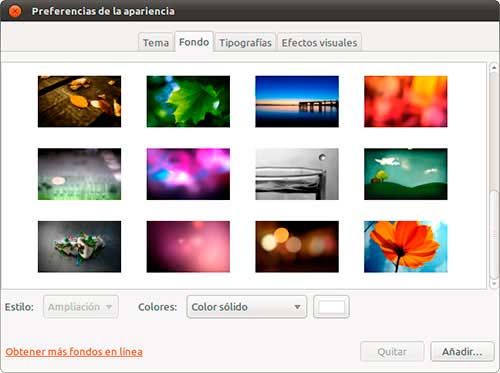 Preferencias de la apariencia
Tema Fondo Tipografías Efectos visuales
Estilo: Ampliación Colores: Color sólido
Obtener más fondos en línea Quitar Añadir...